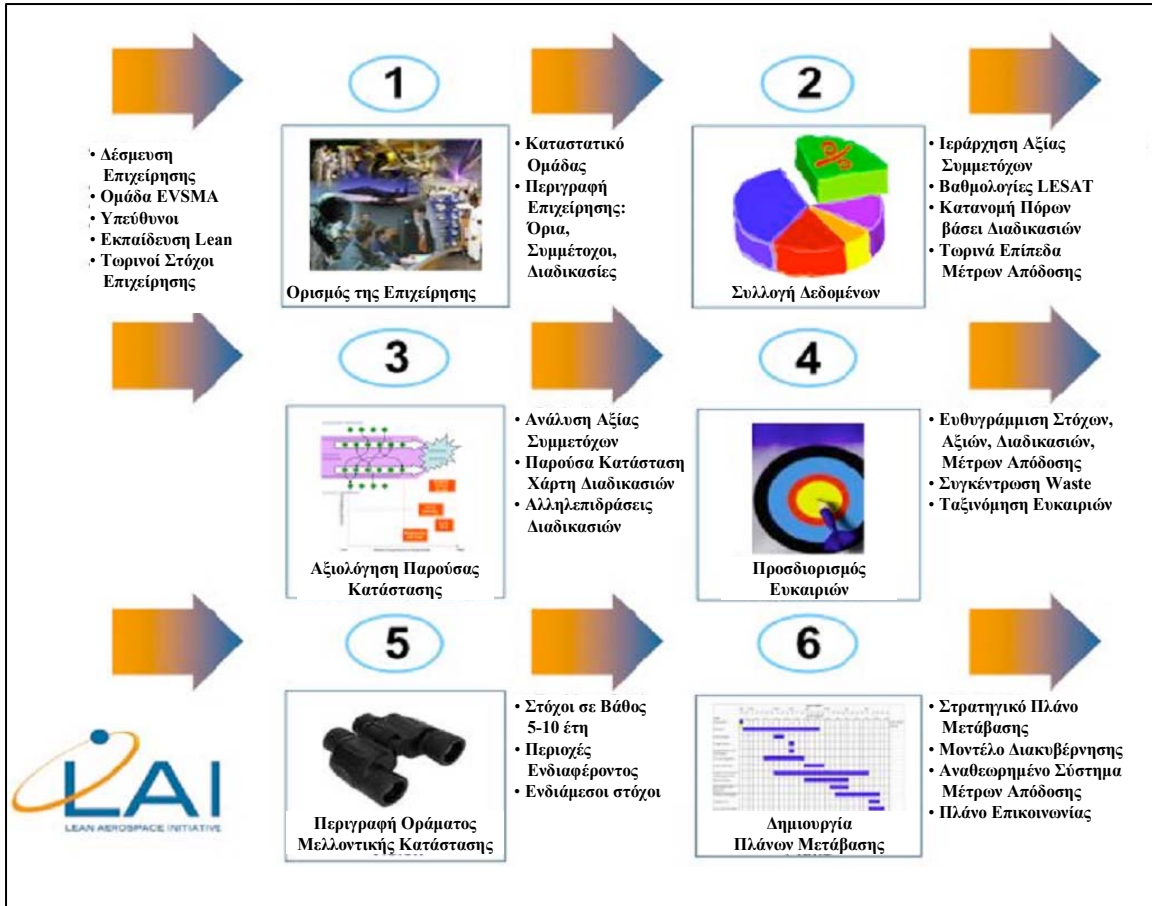 1
2
• Δέσμευση
Επιχείρησης
• Ομάδα EVSMA
• Υπεύθυνοι
• Εκπαίδευση Lean
• Τωρινοί Στόχοι
Επιχείρησης
Ορισμός της Επιχείρησης
• Καταστατικό
Ομάδας
• Περιγραφή
Επιχείρησης:
Όρια,
Συμμέτοχοι,
Διαδικασίες
%
Συλλογή Δεδομένων
• Ιεράρχηση Αξίας
Συμμετόχων
• Βαθμολογίες LESAT
• Κατανομή Πόρων
βάσει Διαδικασιών
• Τωρινά Επίπεδα
Μέτρων Απόδοσης
3
4
Αξιολόγηση Παρούσας
Κατάστασης
• Ανάλυση Αξίας
Συμμετόχων
• Παρούσα Κατάσταση
Χάρτη Διαδικασιών
• Αλληλεπιδράσεις
Διαδικασιών
Προσδιορισμός
Ευκαιριών
• Ευθυγράμμιση Στόχων,
Αξιών, Διαδικασιών,
Μέτρων Απόδοσης
• Συγκέντρωση Waste
• Ταξινόμηση Ευκαιριών
5
6
LAI
LEAN AEROSPACE INITIATIVE
Περιγραφή Οράματος
Μελλοντικής Κατάστασης
• Στόχοι σε Βάθος
5-10 έτη
• Περιοχές
Ενδιαφέροντος
• Ενδιάμεσοι στόχοι
Δημιουργία
Πλάνων Μετάβασης
• Στρατηγικό Πλάνο
Μετάβασης
• Μοντέλο Διακυβέρνησης
• Αναθεωρημένο Σύστημα
Μέτρων Απόδοσης
• Πλάνο Επικοινωνίας